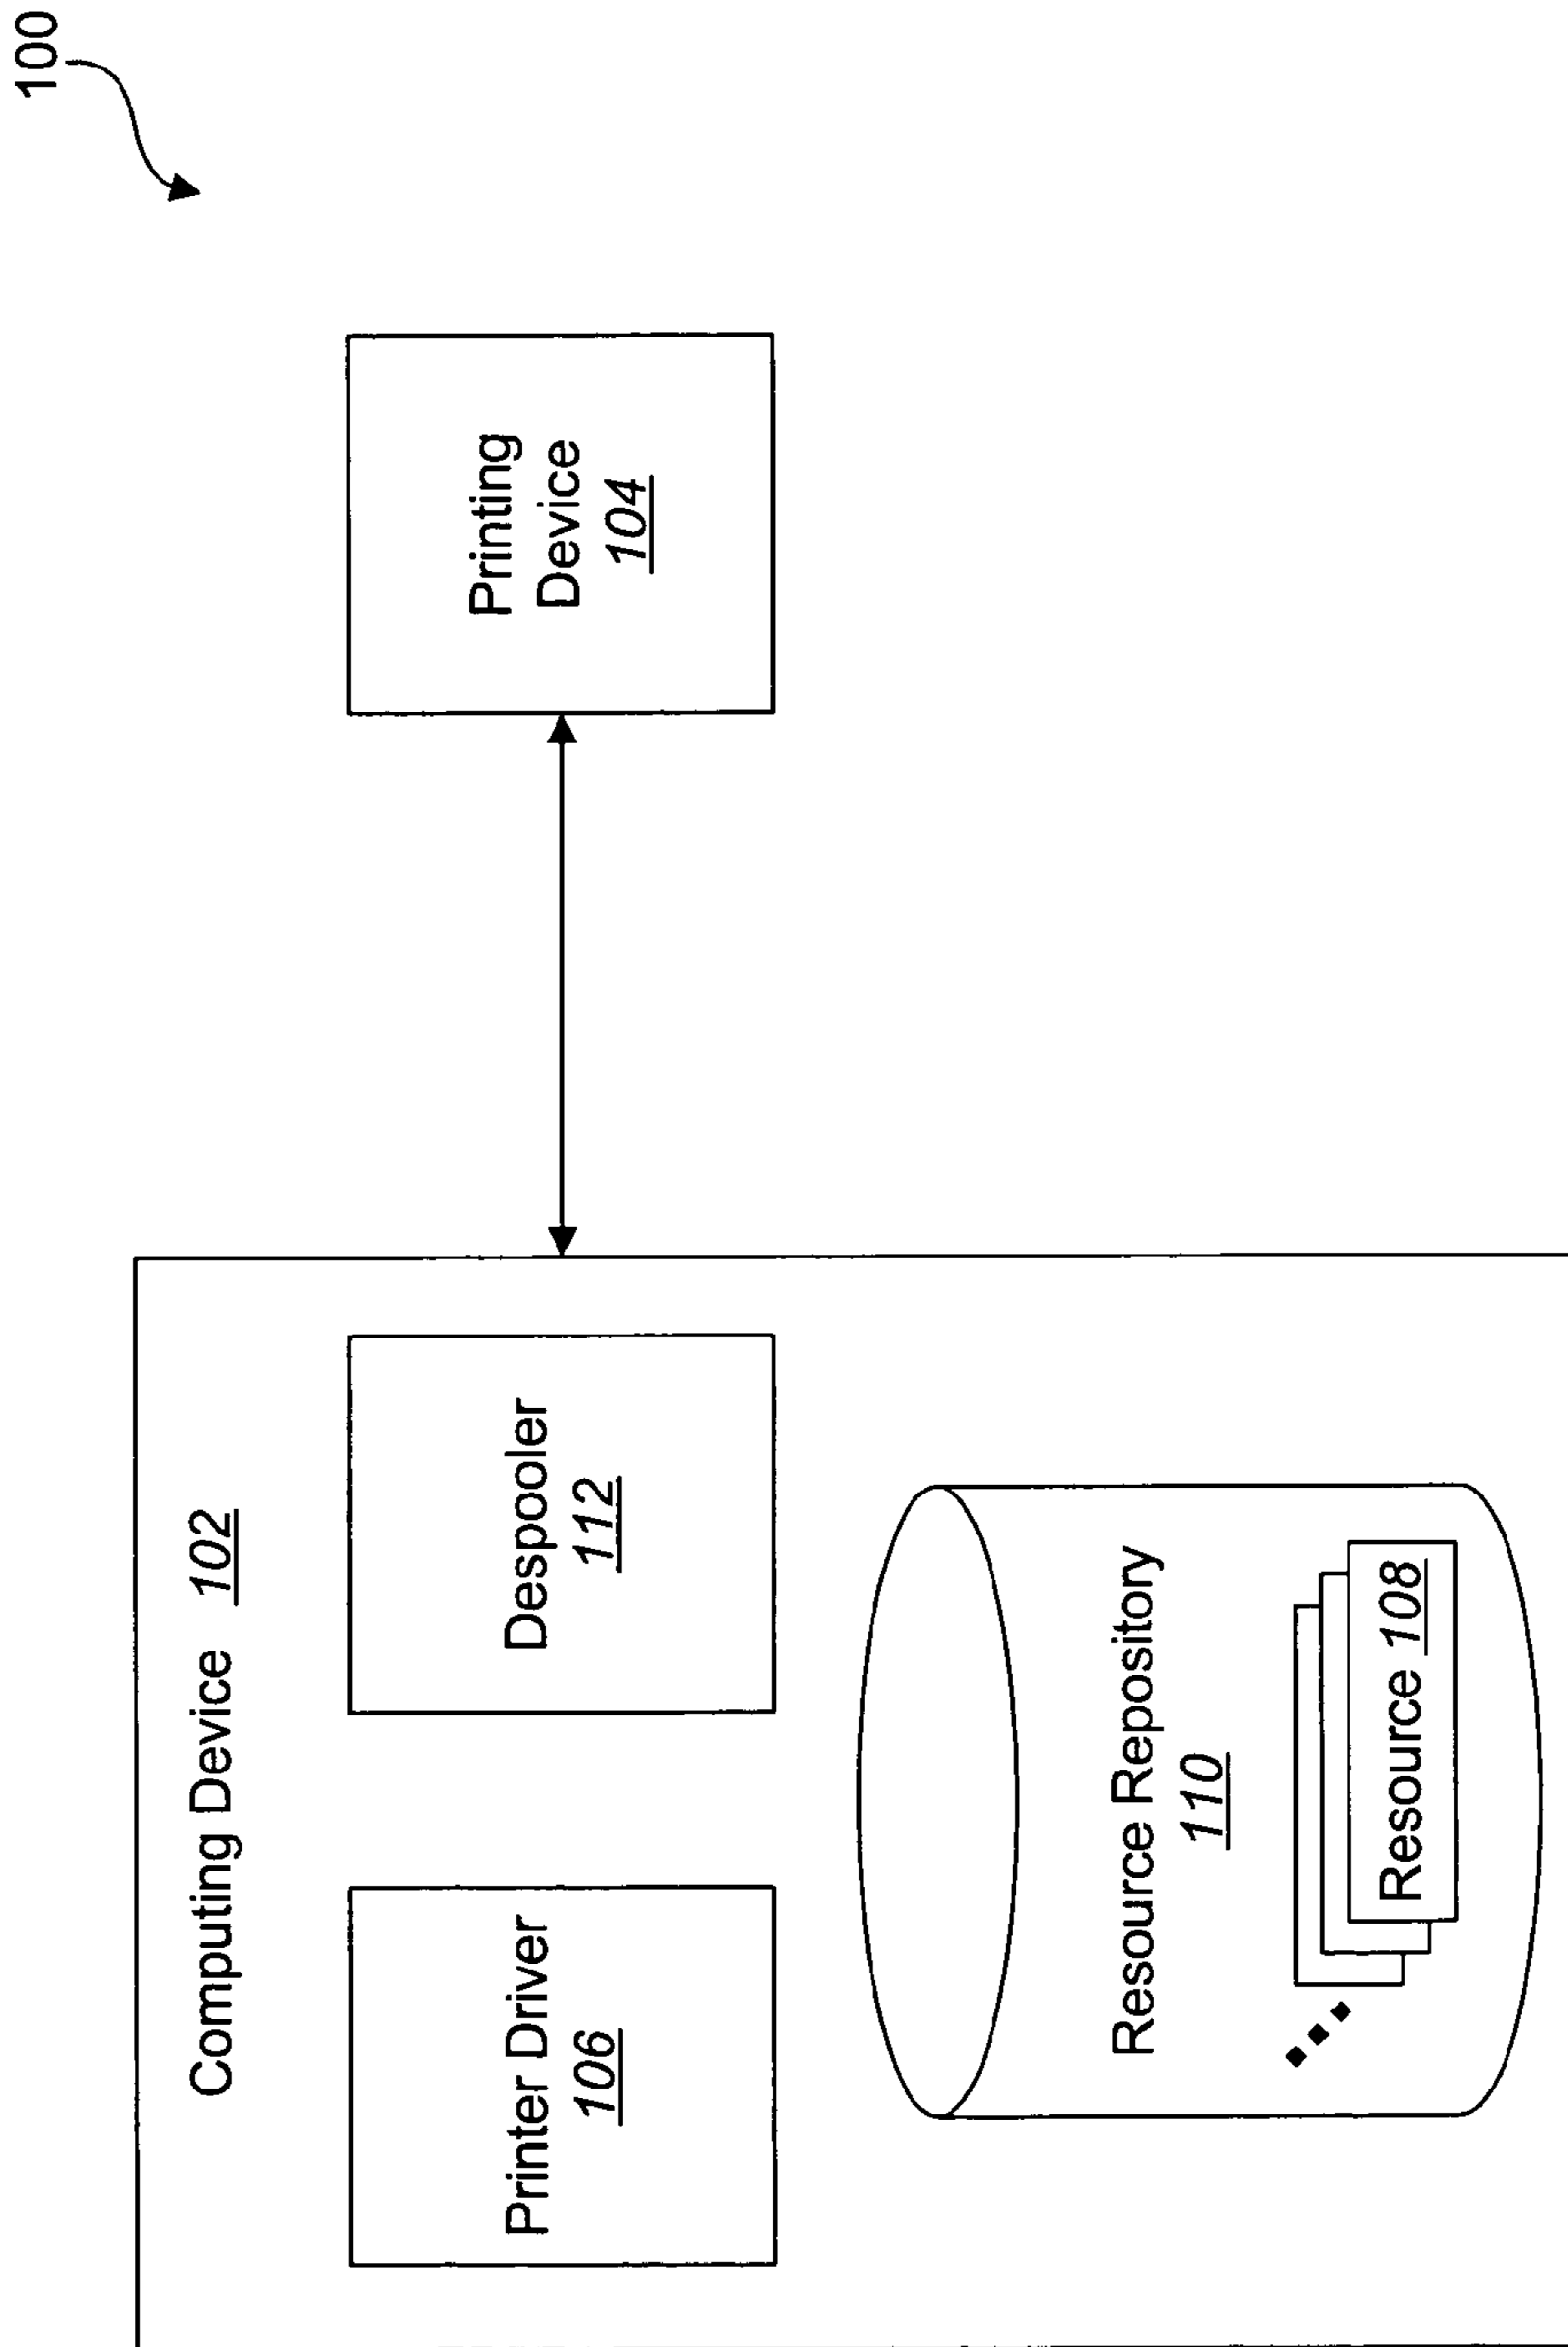 100
Computing Device 102
Printer Driver
106
Despooler
112
Printing
Device
104
Resource Repository
110
Resource 108